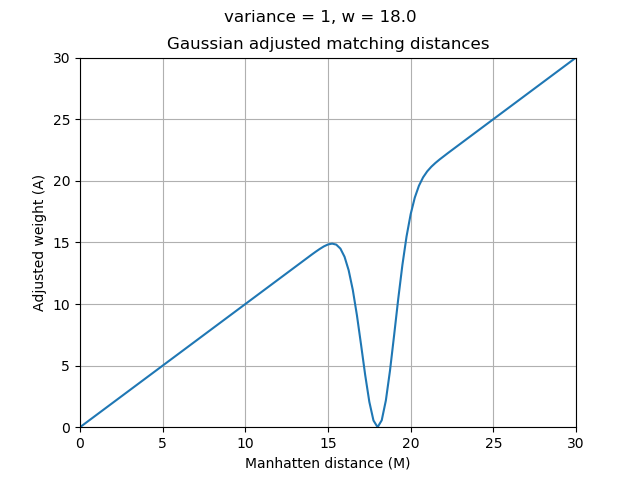 variance = 1, w = 18.0
Gaussian adjusted matching distances
30
25
20
15
10
5
0
Adjusted weight (A)
0 5 10 15 20 25 30
Manhatten distance (M)